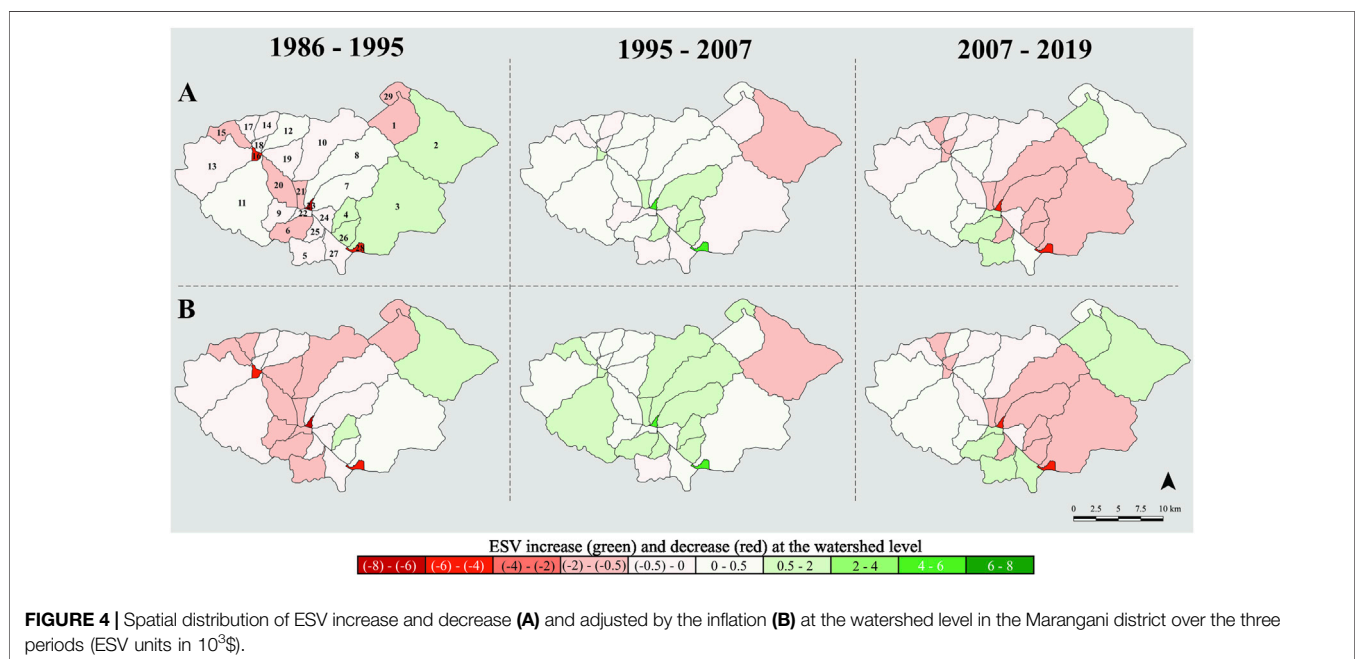 1986 - 1995
1995 - 2007
2007 - 2019
A
29
1
2
15
17
14
12
10
18
13
19
8
20
21
7
11
23
9
22
24
4
3
6
25
26
28
5
27
B
0 2.5 5 7.5 10 km
ESV increase (green) and decrease (red) at the watershed level
(-8) - (-6) (-6) - (-4) (-4) - (-2) (-2) - (-0.5) (-0.5) - 0 0 - 0.5 0.5 - 2 2 - 4 4 - 6 6 - 8
FIGURE 4 | Spatial distribution of ESV increase and decrease (A) and adjusted by the inflation (B) at the watershed level in the Marangani district over the three
periods (ESV units in 10³$).